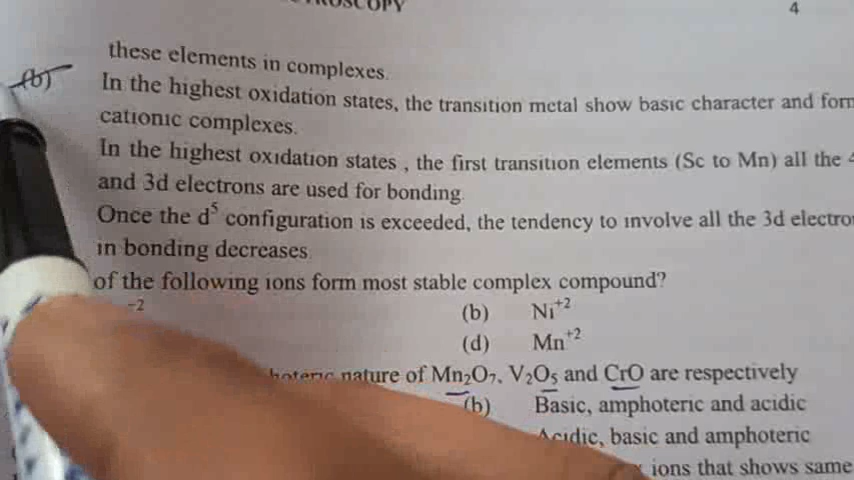 4
these elements in complexes.
(b)
In the highest oxidation states, the transition metal show basic character and form
cationic complexes.
In the highest oxidation states , the first transition elements (Sc to Mn) all the 4
and 3d electrons are used for bonding.
Once the d⁵ configuration is exceeded, the tendency to involve all the 3d electro
in bonding decreases.
of the following ions form most stable complex compound?
(b) Ni⁺²
(d) Mn⁺²
nature of Mn₂O₇, V₂O₅ and CrO are respectively
(b) Basic, amphoteric and acidic
Acidic, basic and amphoteric
ions that shows same